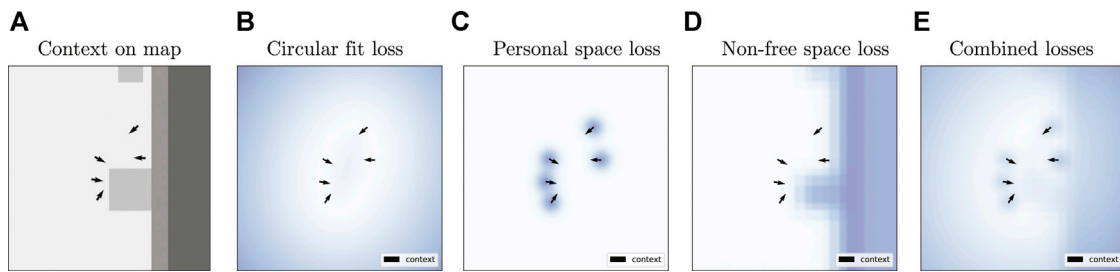 A
B
C
D
E
Context on map
Circular fit loss
Personal space loss
Non-free space loss
Combined losses
context
context
context
context